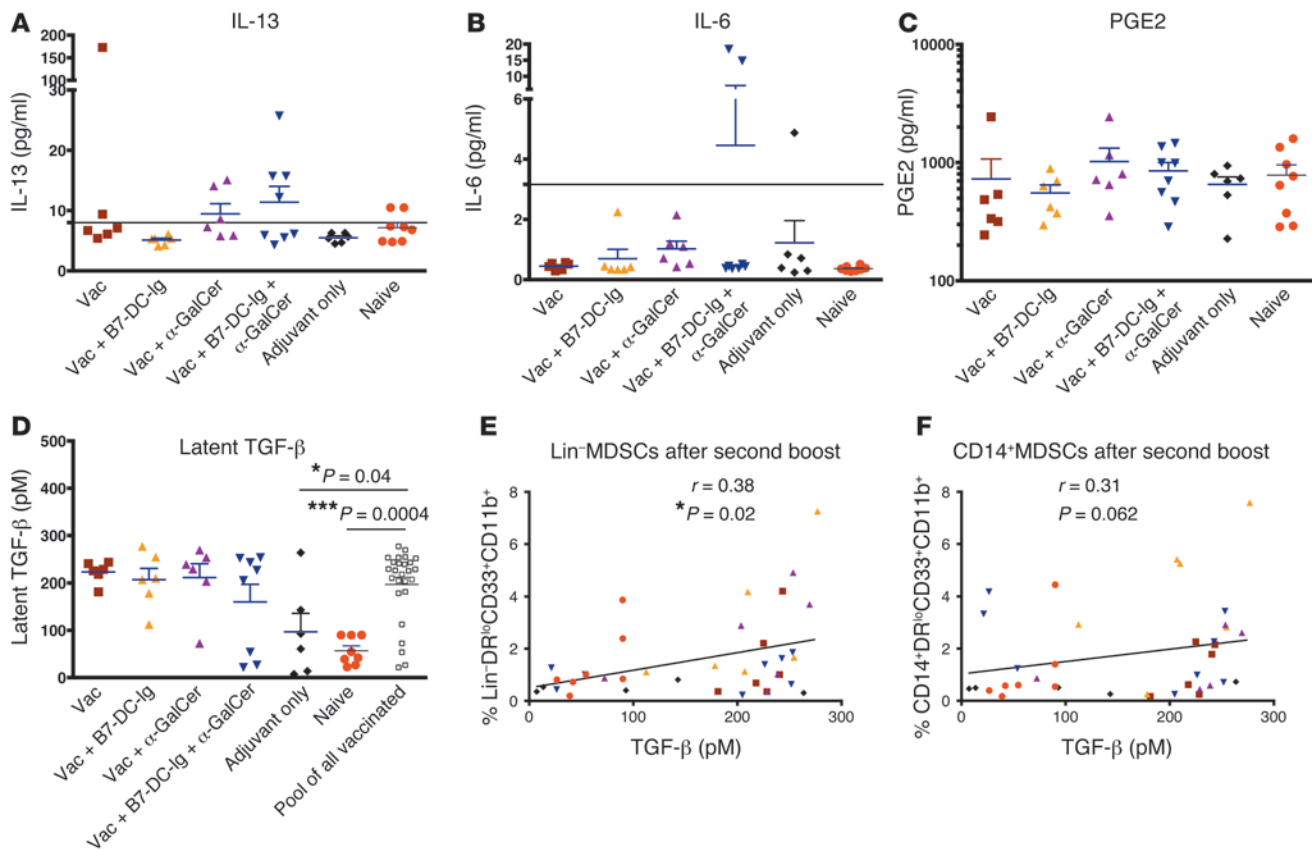 A
IL-13
IL-13 (pg/ml)
200
150
100
30
20
10
0
Vac
Vac + B7-DC-Ig
Vac + α-GalCer
Vac + B7-DC-Ig +
α-GalCer
Adjuvant only
Naive
B
IL-6
IL-6 (pg/ml)
20
15
10
5
6
4
2
0
Vac
Vac + B7-DC-Ig
Vac + α-GalCer
Vac + B7-DC-Ig +
α-GalCer
Adjuvant only
Naive
C
PGE2
PGE2 (pg/ml)
10000
1000
100
Vac
Vac + B7-DC-Ig
Vac + α-GalCer
Vac + B7-DC-Ig +
α-GalCer
Adjuvant only
Naive
D
Latent TGF-β
* P = 0.04
*** P = 0.0004
Latent TGF-β (pM)
500
400
300
200
100
0
Vac
Vac + B7-DC-Ig
Vac + α-GalCer
Vac + B7-DC-Ig + α-GalCer
Adjuvant only
Naive
Pool of all vaccinated
E
Lin⁻MDSCs after second boost
r = 0.38
* P = 0.02
% Lin⁻DRˡᵒCD33⁺CD11b⁺
8
6
4
2
0
0
100
200
300
TGF-β (pM)
F
CD14⁺MDSCs after second boost
r = 0.31
P = 0.062
% CD14⁺DRˡᵒCD33⁺CD11b⁺
8
6
4
2
0
0
100
200
300
TGF-β (pM)